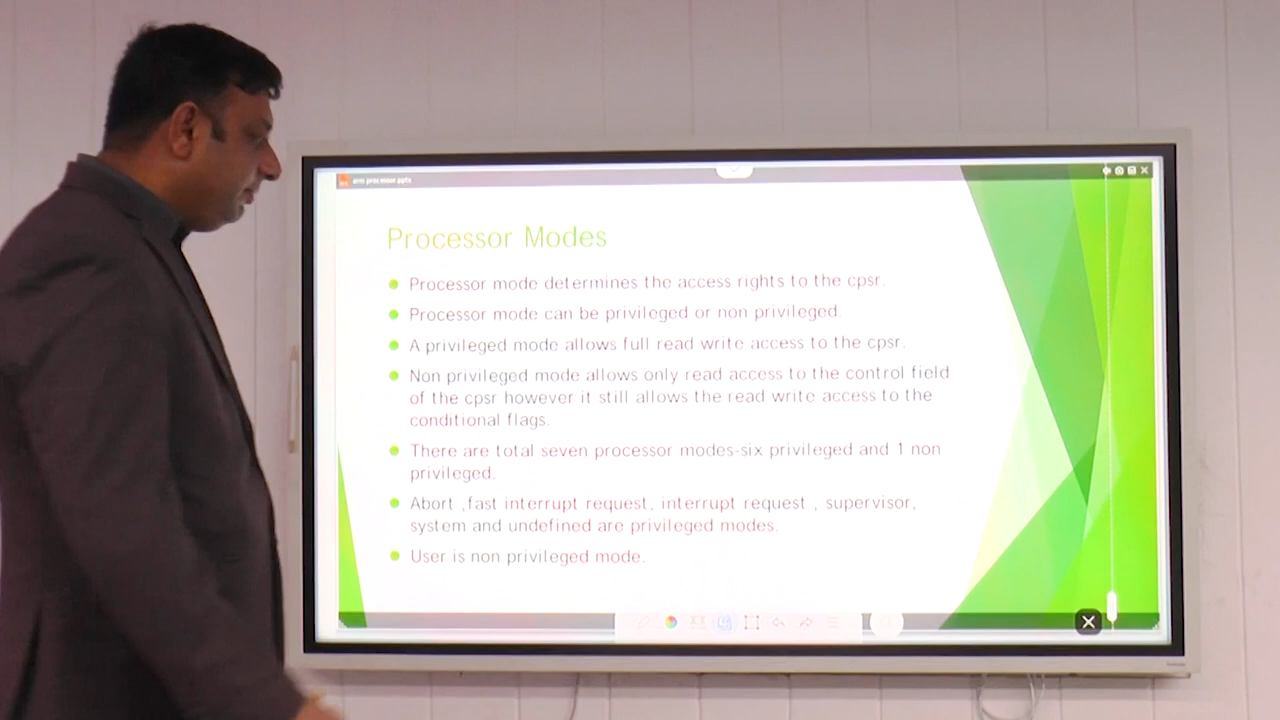 arm processor.pptx
Processor Modes
Processor mode determines the access rights to the cpsr.
Processor mode can be privileged or non privileged.
A privileged mode allows full read write access to the cpsr.
Non privileged mode allows only read access to the control field
of the cpsr however it still allows the read write access to the
conditional flags.
There are total seven processor modes-six privileged and 1 non
privileged.
Abort ,fast interrupt request, interrupt request , supervisor,
system and undefined are privileged modes.
User is non privileged mode.